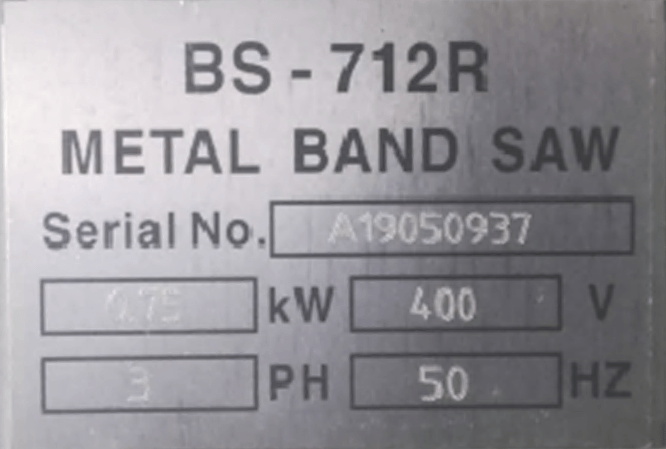 BS - 712R
METAL BAND SAW
Serial No. A19050937
0.75 kW 400 V
3 PH 50 HZ